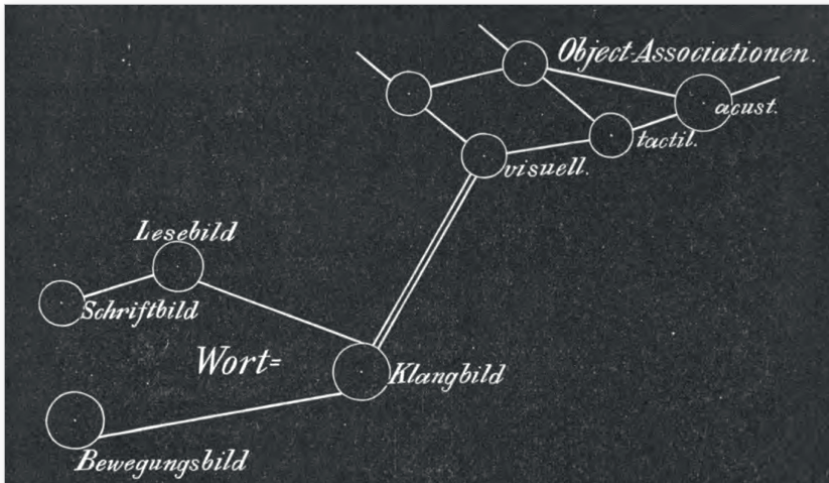 Object-Associationen.
acust.
tactil.
visuell.
Lesebild
Schriftbild
Wort=
Klangbild
Bewegungsbild